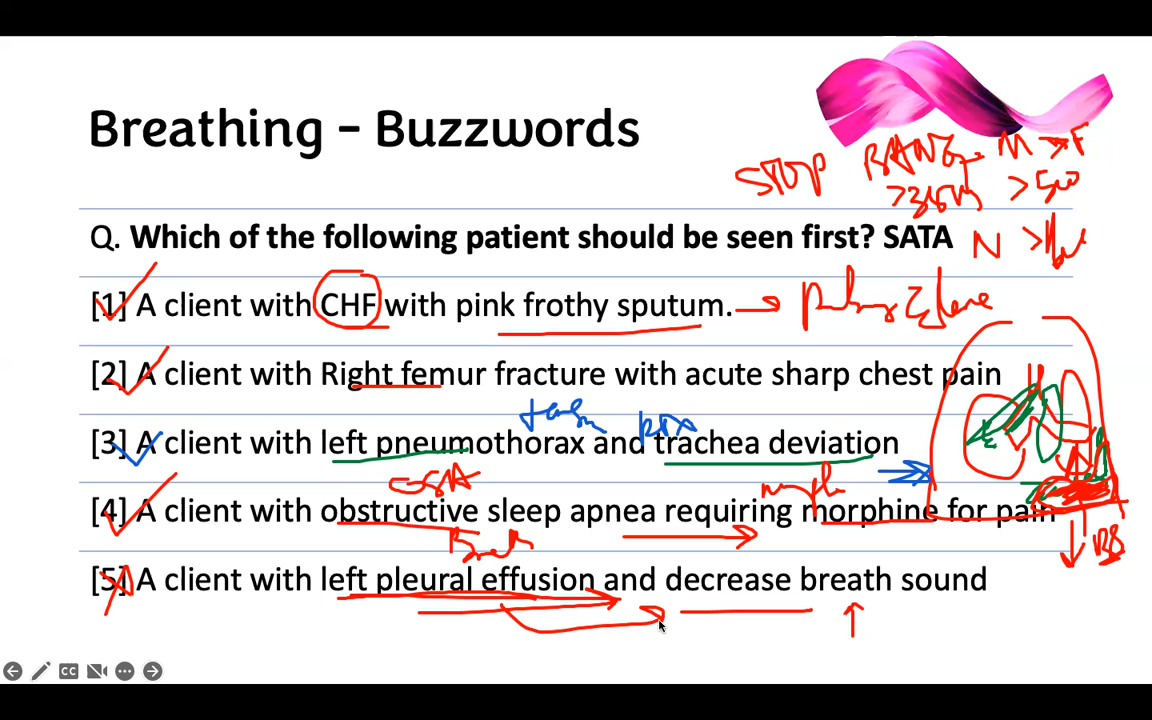 Breathing - Buzzwords
STOP BANG M F
N
Q. Which of the following patient should be seen first? SATA
[1] A client with CHF with pink frothy sputum.
[2] A client with Right femur fracture with acute sharp chest pain
[3] A client with left pneumothorax and trachea deviation
OSA
[4] A client with obstructive sleep apnea requiring morphine for pain
BS
[5] A client with left pleural effusion and decrease breath sound
CC